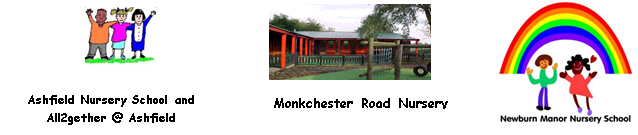 Ashfield Nursery School and
All2gether @ Ashfield
Monkchester Road Nursery
Newburn Manor Nursery School